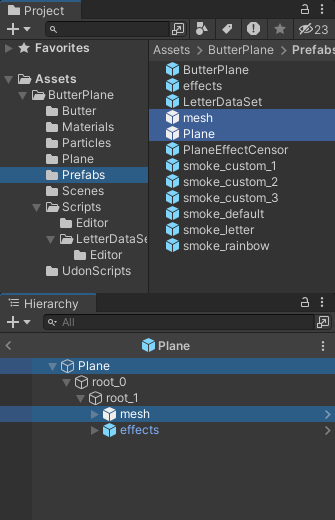 Project
23
Favorites
Assets
ButterPlane
Butter
Materials
Particles
Plane
Prefabs
Scenes
Scripts
Editor
LetterDataSe
Editor
UdonScripts
Assets > ButterPlane > Prefabs
ButterPlane
effects
LetterDataSet
mesh
Plane
PlaneEffectCensor
smoke_custom_1
smoke_custom_2
smoke_custom_3
smoke_default
smoke_letter
smoke_rainbow
Hierarchy
All
Plane
Plane
root_0
root_1
mesh
effects